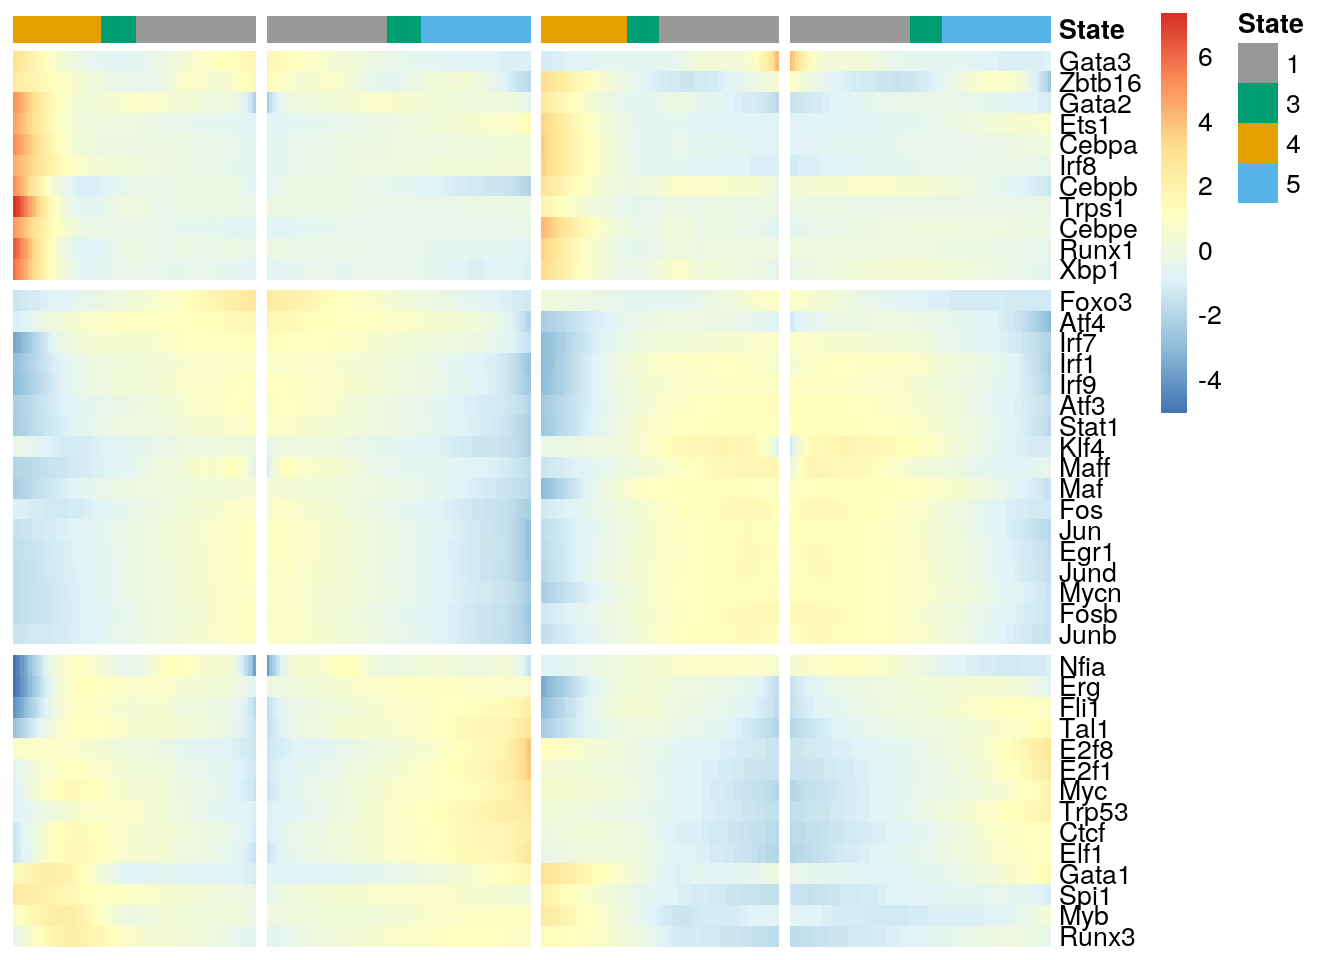 State
Gata3
Zbtb16
Gata2
Ets1
Cebpa
Irf8
Cebpb
Trps1
Cebpe
Runx1
Xbp1
Foxo3
Atf4
Irf7
Irf1
Irf9
Atf3
Stat1
Klf4
Maff
Maf
Fos
Jun
Egr1
Jund
Mycn
Fosb
Junb
Nfia
Erg
Fli1
Tal1
E2f8
E2f1
Myc
Trp53
Ctcf
Elf1
Gata1
Spi1
Myb
Runx3
6
4
2
0
-2
-4
State
1
3
4
5